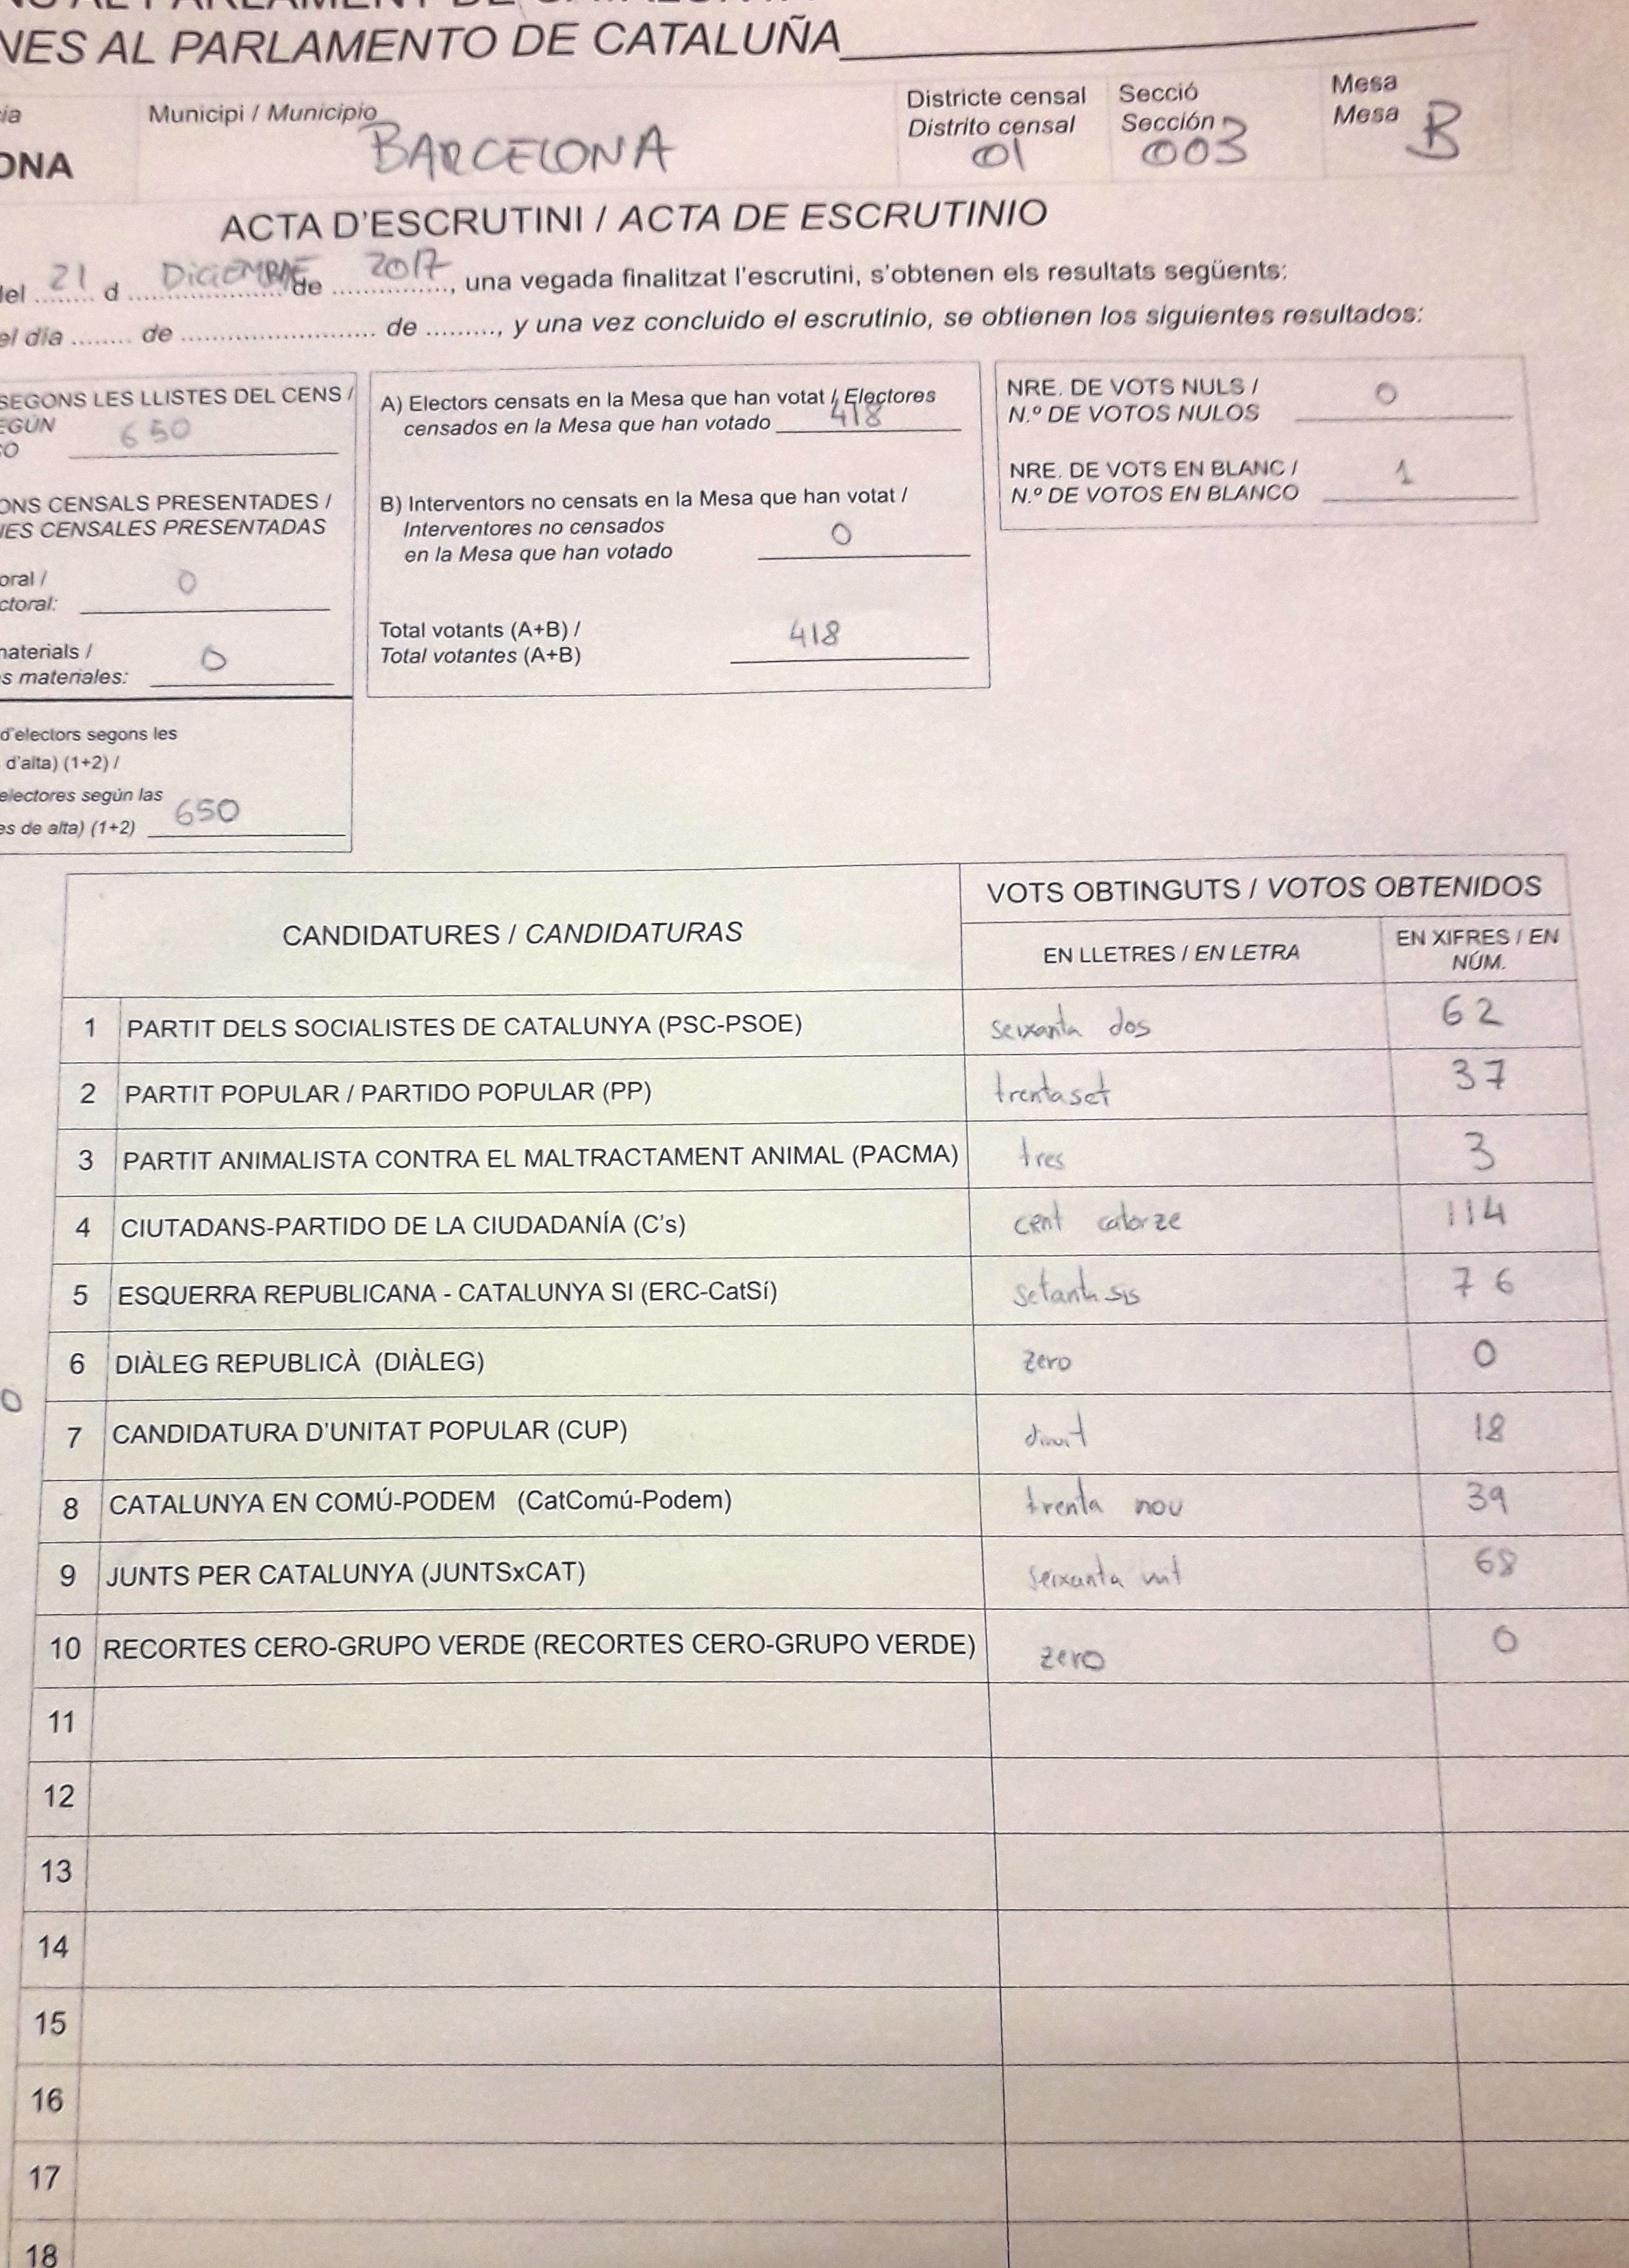 NS AL PARLAMENT DE CATALUNYA
NES AL PARLAMENTO DE CATALUÑA
ia
ONA
Municipi / Municipio
BARCELONA
Districte censal
Distrito censal
01
Secció
Sección
003
Mesa
Mesa
B
ACTA D'ESCRUTINI / ACTA DE ESCRUTINIO
del 21 d DICIEMBRE de 2017, una vegada finalitzat l'escrutini, s'obtenen els resultats següents:
el día ........ de .......................... de ........., y una vez concluido el escrutinio, se obtienen los siguientes resultados:
SEGONS LES LLISTES DEL CENS /
EGÚN
SO 650
ONS CENSALS PRESENTADES /
NES CENSALES PRESENTADAS
oral /
ctoral: 0
materials /
s materiales: 0
d'electors segons les
d'alta) (1+2) /
electores según las
es de alta) (1+2) 650
A) Electors censats en la Mesa que han votat / Electores
censados en la Mesa que han votado 418
B) Interventors no censats en la Mesa que han votat /
Interventores no censados
en la Mesa que han votado 0
Total votants (A+B) /
Total votantes (A+B) 418
NRE. DE VOTS NULS /
N.º DE VOTOS NULOS 0
NRE. DE VOTS EN BLANC /
N.º DE VOTOS EN BLANCO 1
CANDIDATURES / CANDIDATURAS
VOTS OBTINGUTS / VOTOS OBTENIDOS
EN LLETRES / EN LETRA
EN XIFRES / EN
NÚM.
1 PARTIT DELS SOCIALISTES DE CATALUNYA (PSC-PSOE) seixanta dos 62
2 PARTIT POPULAR / PARTIDO POPULAR (PP) trentaset 37
3 PARTIT ANIMALISTA CONTRA EL MALTRACTAMENT ANIMAL (PACMA) tres 3
4 CIUTADANS-PARTIDO DE LA CIUDADANÍA (C's) cent catorze 114
5 ESQUERRA REPUBLICANA - CATALUNYA SI (ERC-CatSí) setanta sis 76
6 DIÀLEG REPUBLICÀ (DIÀLEG) zero 0
0
7 CANDIDATURA D'UNITAT POPULAR (CUP) divuit 18
8 CATALUNYA EN COMÚ-PODEM (CatComú-Podem) trenta nou 39
9 JUNTS PER CATALUNYA (JUNTSxCAT) seixanta vuit 68
10 RECORTES CERO-GRUPO VERDE (RECORTES CERO-GRUPO VERDE) zero 0
11
12
13
14
15
16
17
18